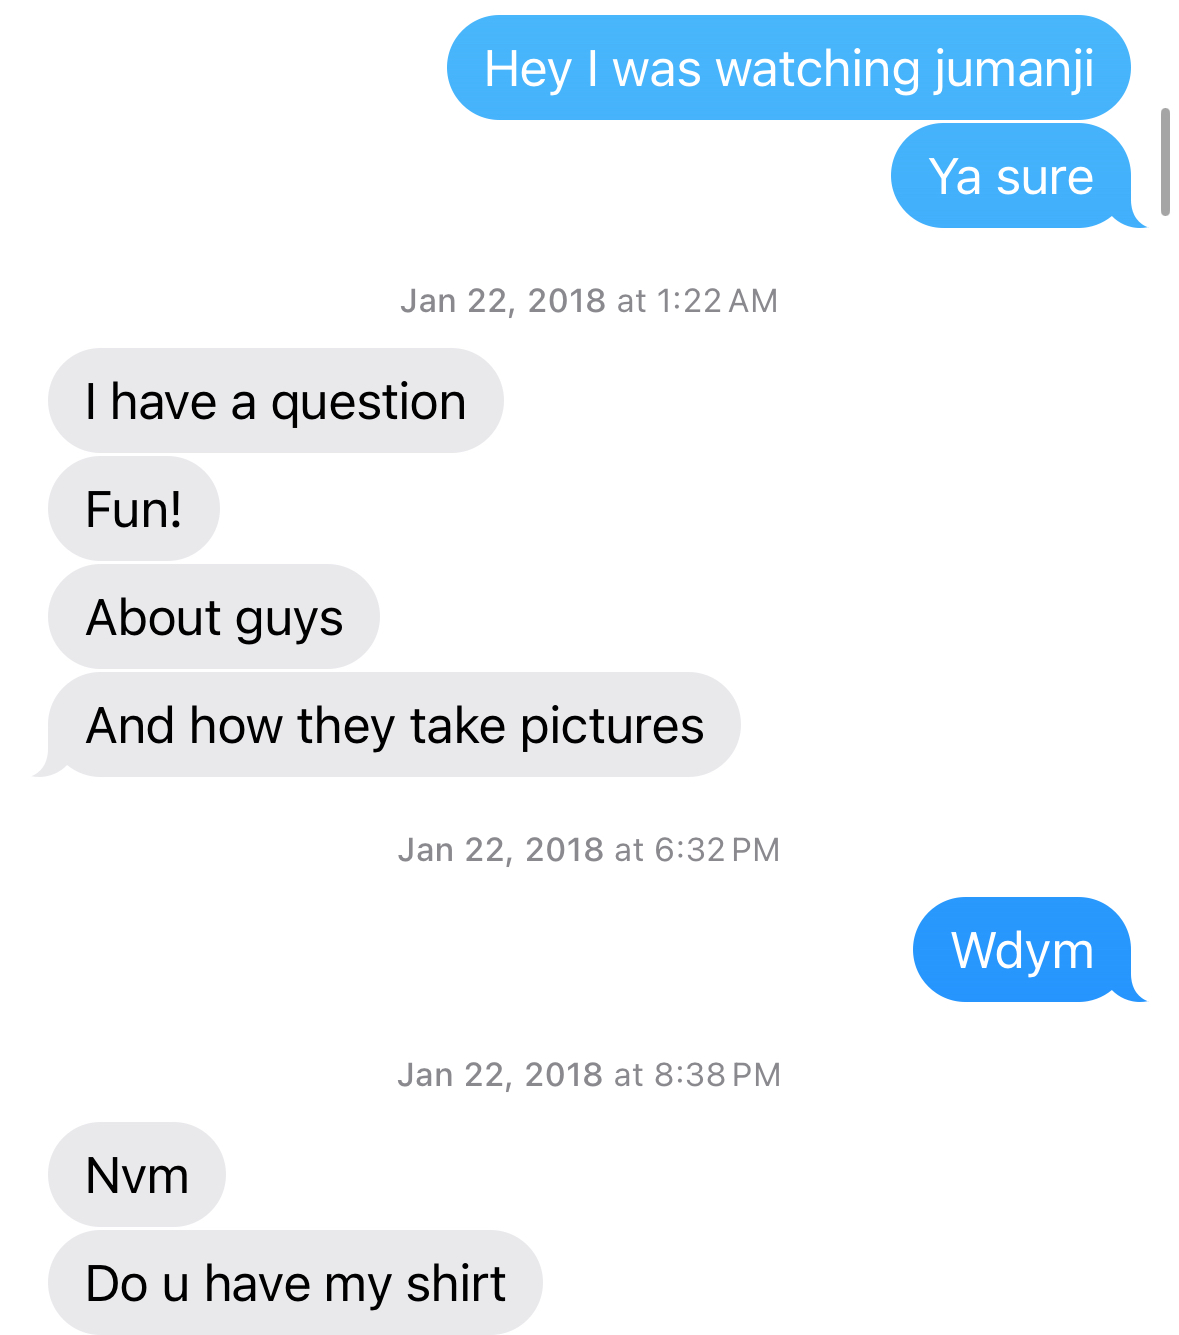 Hey I was watching jumanji
Ya sure
Jan 22, 2018 at 1:22 AM
I have a question
Fun!
About guys
And how they take pictures
Jan 22, 2018 at 6:32 PM
Wdym
Jan 22, 2018 at 8:38 PM
Nvm
Do u have my shirt